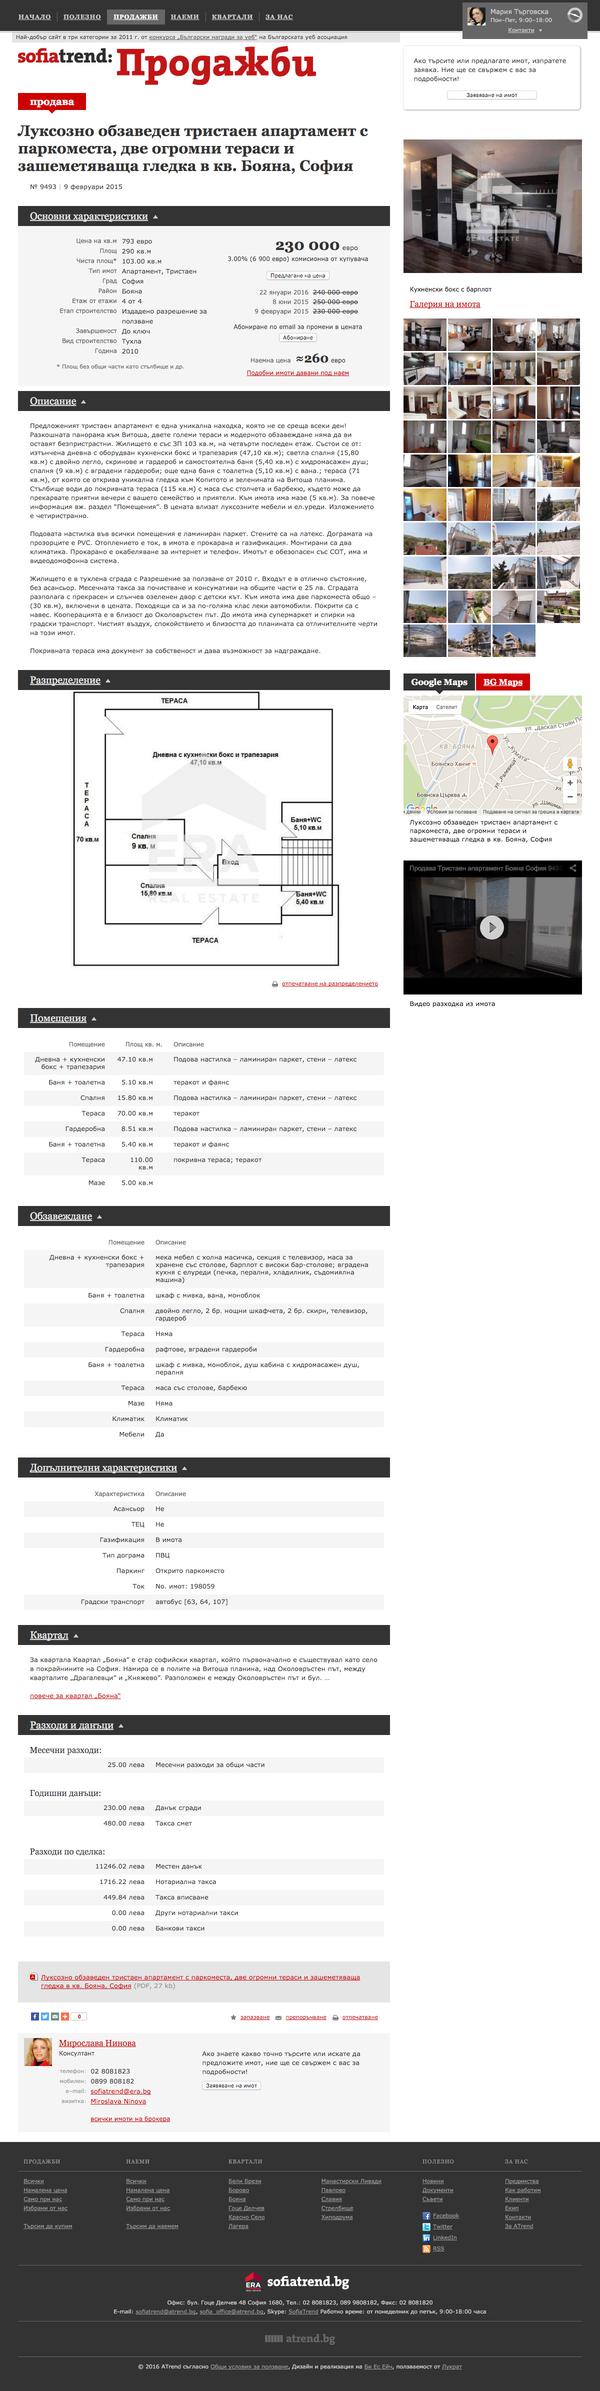 НАЧАЛО ПОЛЕЗНО ПРОДАЖБИ НАЕМИ КВАРТАЛИ ЗА НАС
Мария Търговска
Пон–Пет, 9:00–18:00
Контакти
Най-добър сайт в три категории за 2011 г. от конкурса „Български награди за уеб" на Българската уеб асоциация
sofiatrend: Продажби
продава
Луксозно обзаведен тристаен апартамент с
паркоместа, две огромни тераси и
зашеметяваща гледка в кв. Бояна, София
№ 9493 | 9 февруари 2015
Основни характеристики
Цена на кв.м 793 евро
Площ 290 кв.м
Чиста площ* 103.00 кв.м
Тип имот Апартамент, Тристаен
Град София
Район Бояна
Етаж от етажи 4 от 4
Етап строителство Издадено разрешение за
ползване
Завършеност До ключ
Вид строителство Тухла
Година 2010
* Площ без общи части като стълбище и др.
230 000 евро
3.00% (6 900 евро) комисионна от купувача
Предлагане на цена
22 януари 2016 240 000 евро
8 юни 2015 250 000 евро
9 февруари 2015 230 000 евро
Абониране по email за промени в цената
Абониране
Наемна цена ≈260 евро
Подобни имоти давани под наем
Описание
Предложеният тристаен апартамент е една уникална находка, която не се среща всеки ден!
Разкошната панорама към Витоша, двете големи тераси и модерното обзавеждане няма да ви
оставят безпристрастни. Жилището е със ЗП 103 кв.м, на четвърти последен етаж. Състои се от:
изтънчена дневна с оборудван кухненски бокс и трапезария (47,10 кв.м); светла спалня (15,80
кв.м) с двойно легло, скринове и гардероб и самостоятелна баня (5,40 кв.м) с хидромасажен душ;
спалня (9 кв.м) с вградени гардероби; още една баня с тоалетна (5,10 кв.м) с вана.; тераса (71
кв.м), от която се открива уникална гледка към Копитото и зеленината на Витоша планина.
Стълбище води до покривната тераса (115 кв.м) с маса със столчета и барбекю, където може да
прекарвате приятни вечери с вашето семейство и приятели. Към имота има мазе (5 кв.м). За повече
информация вж. раздел "Помещения". В цената влизат луксозните мебели и ел.уреди. Изложението
е четиристранно.
Подовата настилка във всички помещения е ламиниран паркет. Стените са на латекс. Дограмата на
прозорците е PVC. Отоплението е ток, в имота е прокарана и газификация. Монтирани са два
климатика. Прокарано е окабеляване за интернет и телефон. Имотът е обезопасен със СОТ, има и
видеодомофонна система.
Жилището е в тухлена сграда с Разрешение за ползване от 2010 г. Входът е в отлично състояние,
без асансьор. Месечната такса за почистване и консумативи на общите части е 25 лева. Сградата
разполага с прекрасен и слънчев озеленен двор с детски кът. Към имота има две паркоместа общо –
(30 кв.м), включени в цената. Походящи са и за по-голяма клас леки автомобили. Покрити са с
навес. Кооперацията е в близост до Околовръстен път. До имота има супермаркет и спирки на
градски транспорт. Чистият въздух, спокойствието и близостта до планината са отличителните черти
на този имот.
Покривната тераса има документ за собственост и дава възможност за надграждане.
Разпределение
ТЕРАСА
Дневна с кухненски бокс и трапезария
47,10 кв.м
ТЕРАСА
70 кв.м
Баня+WC
5,10 кв.м
Спалня
9 кв.м
Вход
ERA
REAL ESTATE
Спалня
15,80 кв.м
Баня+WC
5,40 кв.м
ТЕРАСА
отпечатване на разпределението
Помещения
Помещение Площ кв. м. Описание
Дневна + кухненски
бокс + трапезария 47.10 кв.м Подова настилка – ламиниран паркет, стени – латекс
Баня + тоалетна 5.10 кв.м теракот и фаянс
Спалня 15.80 кв.м Подова настилка – ламиниран паркет, стени – латекс
Тераса 70.00 кв.м теракот
Гардеробна 8.51 кв.м Подова настилка – ламиниран паркет, стени – латекс
Баня + тоалетна 5.40 кв.м теракот и фаянс
Тераса 110.00
кв.м покривна тераса; теракот
Мазе 5.00 кв.м
Обзавеждане
Помещение Описание
Дневна + кухненски бокс +
трапезария мека мебел с холна масичка, секция с телевизор, маса за
хранене със столове, барплот с високи бар-столове; вградена
кухня с елуреди (печка, пералня, хладилник, съдомиялна
машина)
Баня + тоалетна шкаф с мивка, вана, моноблок
Спалня двойно легло, 2 бр. нощни шкафчета, 2 бр. скирн, телевизор,
гардероб
Тераса Няма
Гардеробна рафтове, вградени гардероби
Баня + тоалетна шкаф с мивка, моноблок, душ кабина с хидромасажен душ,
пералня
Тераса маса със столове, барбекю
Мазе Няма
Климатик Климатик
Мебели Да
Допълнителни характеристики
Характеристика Описание
Асансьор Не
ТЕЦ Не
Газификация В имота
Тип дограма ПВЦ
Паркинг Открито паркомясто
Ток No. имот: 198059
Градски транспорт автобус [63, 64, 107]
Квартал
За квартала Квартал „Бояна" е стар софийски квартал, който първоначално е съществувал като село
в покрайнините на София. Намира се в полите на Витоша планина, над Околовръстен път, между
кварталите „Драгалевци" и „Княжево". Разположен е между Околовръстен път и бул. ...
повече за квартал „Бояна"
Разходи и данъци
Месечни разходи:
25.00 лева Месечни разходи за общи части
Годишни данъци:
230.00 лева Данък сгради
480.00 лева Такса смет
Разходи по сделка:
11246.02 лева Местен данък
1716.22 лева Нотариална такса
449.84 лева Такса вписване
0.00 лева Други нотариални такси
0.00 лева Банкови такси
Луксозно обзаведен тристаен апартамент с паркоместа, две огромни тераси и зашеметяваща
гледка в кв. Бояна, София (PDF, 27 kb)
0
запазване препоръчване отпечатване
Мирослава Нинова
Консултант
телефон: 02 8081823
мобилен: 0899 808182
e–mail: sofiatrend@era.bg
визитка: Miroslava Ninova
всички имоти на брокера
Ако знаете какво точно търсите или искате да
предложите имот, ние ще се свържем с вас за
подробности!
Заявяване на имот
Ако търсите или предлагате имот, изпратете
заявка. Ние ще се свържем с вас за
подробности!
Заявяване на имот
ERA
REAL ESTATE
Кухненски бокс с барплот
Галерия на имота
Google Maps BG Maps
Карта Сателит
ул. „Даскал Стоян По
КВ. БОЯНА
Боянско Ханче
Боянска Църква
Google
Условия за ползване Подаване на сигнал за грешка в картата
Луксозно обзаведен тристаен апартамент с
паркоместа, две огромни тераси и
зашеметяваща гледка в кв. Бояна, София
Продава Тристаен апартамент Бояна София 949
Видео разходка из имота
ПРОДАЖБИ НАЕМИ КВАРТАЛИ ПОЛЕЗНО ЗА НАС
Всички Всички Бели Брези Манастирски Ливади Новини Предимства
Намалена цена Намалена цена Борово Павлово Документи Как работим
Само при нас Само при нас Бояна Славия Съвети Клиенти
Избрани от нас Избрани от нас Гоце Делчев Стрелбище Екип
Красно Село Хиподрума Facebook Контакти
Търсим да купим Търсим да наемем Лагера Twitter За ATrend
LinkedIn
RSS
ERA sofiatrend.bg
Офис: бул. Гоце Делчев 48 София 1680, Тел.: 02 8081823, 089 9808182, Факс: 02 8081820
E-mail: sofiatrend@atrend.bg, sofia_office@atrend.bg, Skype: SofiaTrend Работно време: от понеделник до петък, 9:00-18:00 часа
atrend.bg
© 2016 ATrend съгласно Общи условия за ползване, Дизайн и реализация на Би Ес Ейч, ползваемост от Лукрат